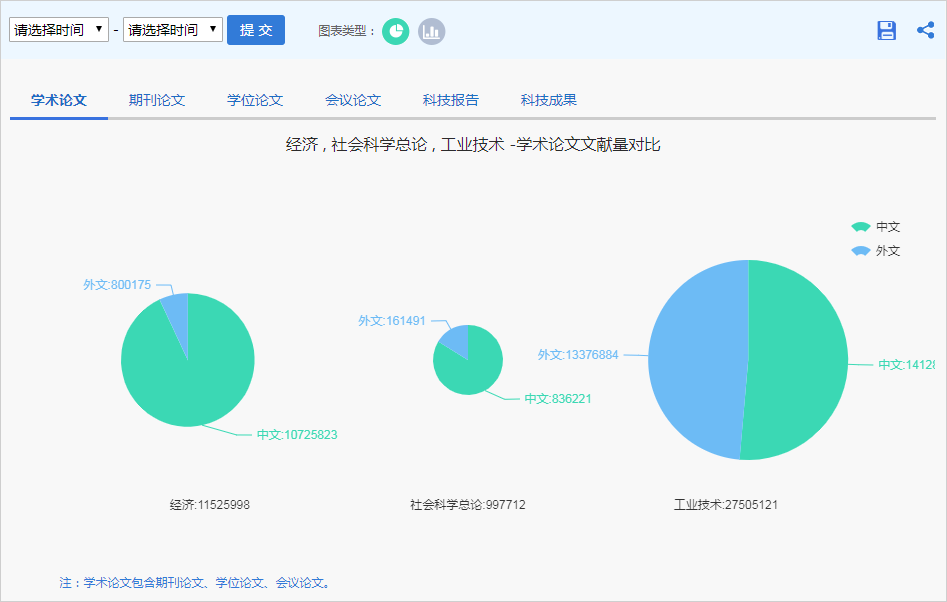 请选择时间 - 请选择时间 提 交 图表类型：
学术论文 期刊论文 学位论文 会议论文 科技报告 科技成果
经济 , 社会科学总论 , 工业技术 -学术论文文献量对比
中文
外文
外文:800175
外文:161491
外文:13376884
中文:1412
中文:836221
中文:10725823
经济:11525998 社会科学总论:997712 工业技术:27505121
注：学术论文包含期刊论文、学位论文、会议论文。